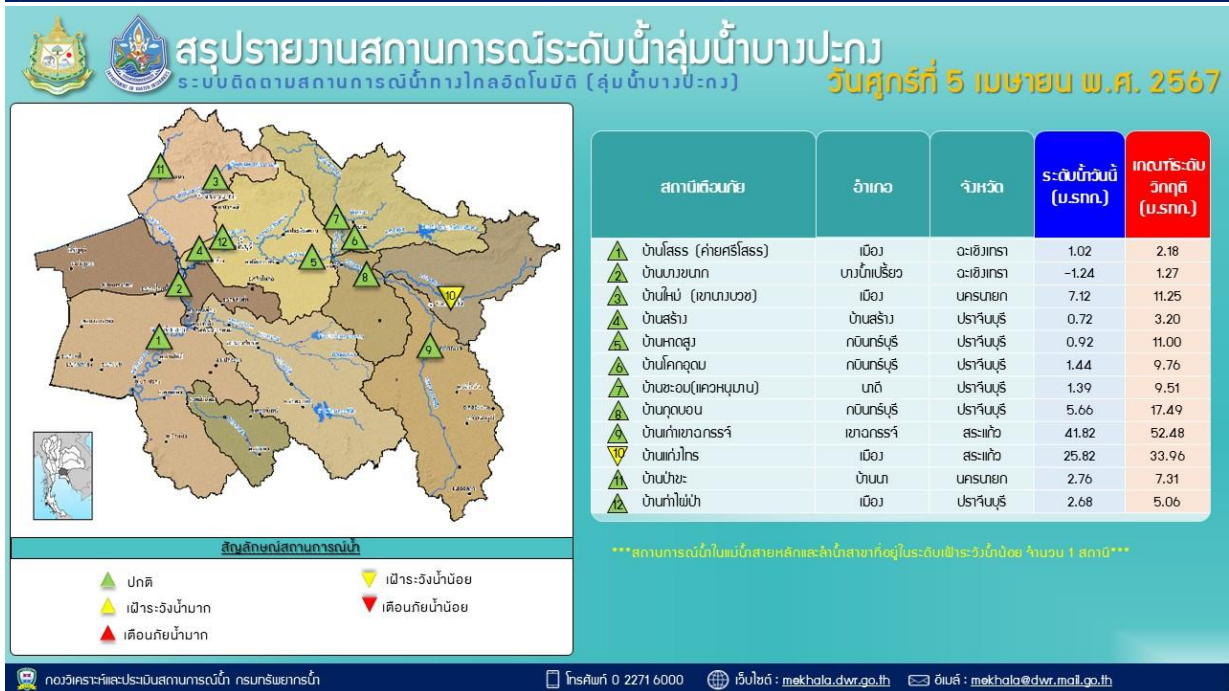 สรุปรายงานสถานการณ์ระดับน้ำลุ่มน้ำบางปะกง
ระบบติดตามสถานการณ์น้ำทางไกลอัตโนมัติ (ลุ่มน้ำบางปะกง)
วันศุกร์ที่ 5 เมษายน พ.ศ. 2567
สถานีเตือนภัย อำเภอ จังหวัด ระดับน้ำวันนี้ (ม.รทก.) เกณฑ์ระดับวิกฤติ (ม.รทก.)
1 บ้านโสธร (ค่ายศรีโสธร) เมือง ฉะเชิงเทรา 1.02 2.18
2 บ้านบางขนาก บางน้ำเปรี้ยว ฉะเชิงเทรา -1.24 1.27
3 บ้านใหม่ (เขานางบวช) เมือง นครนายก 7.12 11.25
4 บ้านสร้าง บ้านสร้าง ปราจีนบุรี 0.72 3.20
5 บ้านหาดสูง กบินทร์บุรี ปราจีนบุรี 0.92 11.00
6 บ้านโคกอุดม กบินทร์บุรี ปราจีนบุรี 1.44 9.76
7 บ้านซะอม(แควหนุมาน) นาดี ปราจีนบุรี 1.39 9.51
8 บ้านกุดบอน กบินทร์บุรี ปราจีนบุรี 5.66 17.49
9 บ้านเก่าเขาฉกรรจ์ เขาฉกรรจ์ สระแก้ว 41.82 52.48
10 บ้านแก่งไทร เมือง สระแก้ว 25.82 33.96
11 บ้านป่าขะ บ้านนา นครนายก 2.76 7.31
12 บ้านท่าไผ่ป่า เมือง ปราจีนบุรี 2.68 5.06
***สถานการณ์น้ำในแม่น้ำสายหลักและลำน้ำสาขาที่อยู่ในระดับเฝ้าระวังน้ำน้อย จำนวน 1 สถานี***
11
3
7
12
6
4
5
8
2
10
1
9
สัญลักษณ์สถานการณ์น้ำ
ปกติ
เฝ้าระวังน้ำน้อย
เฝ้าระวังน้ำมาก
เตือนภัยน้ำน้อย
เตือนภัยน้ำมาก
กองวิเคราะห์และประเมินสถานการณ์น้ำ กรมทรัพยากรน้ำ
โทรศัพท์ 0 2271 6000
เว็บไซต์ : mekhala.dwr.go.th
อีเมล์ : mekhala@dwr.mail.go.th